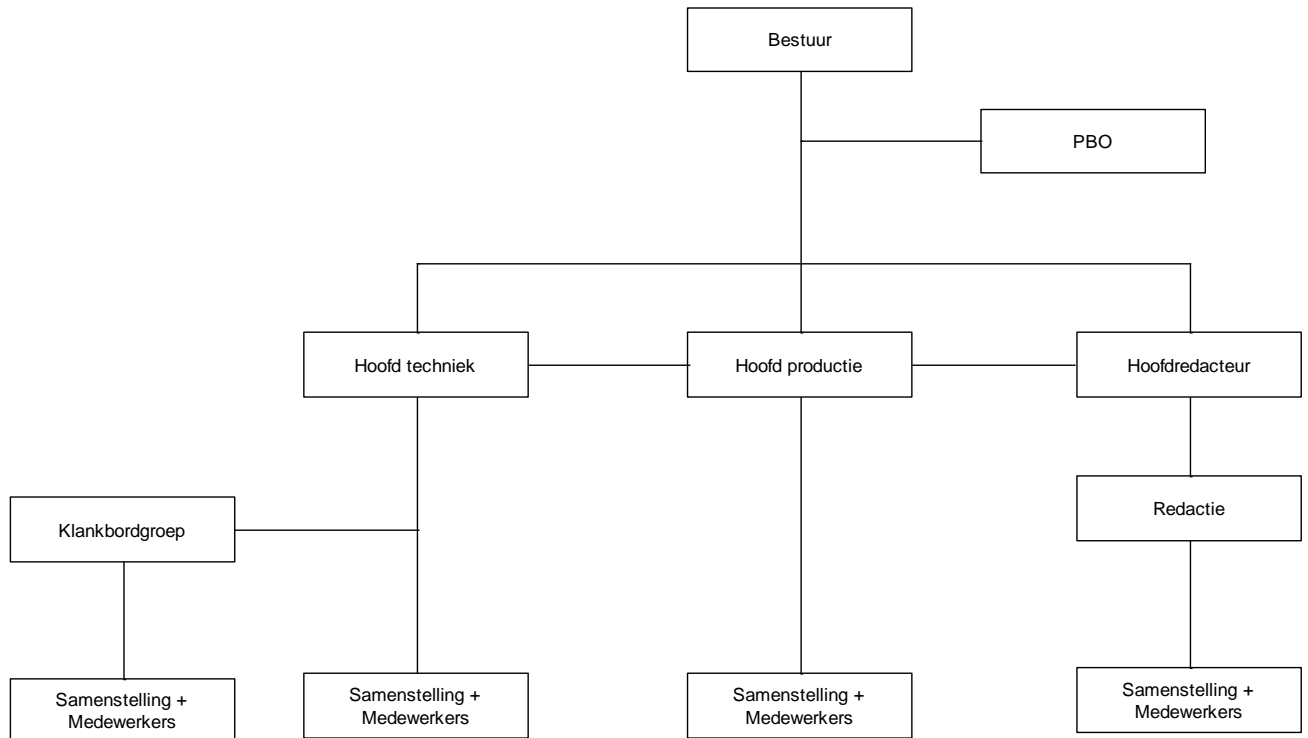 Bestuur
PBO
Hoofd techniek
Hoofd productie
Hoofdredacteur
Klankbordgroep
Redactie
Samenstelling +
Medewerkers
Samenstelling +
Medewerkers
Samenstelling +
Medewerkers
Samenstelling +
Medewerkers